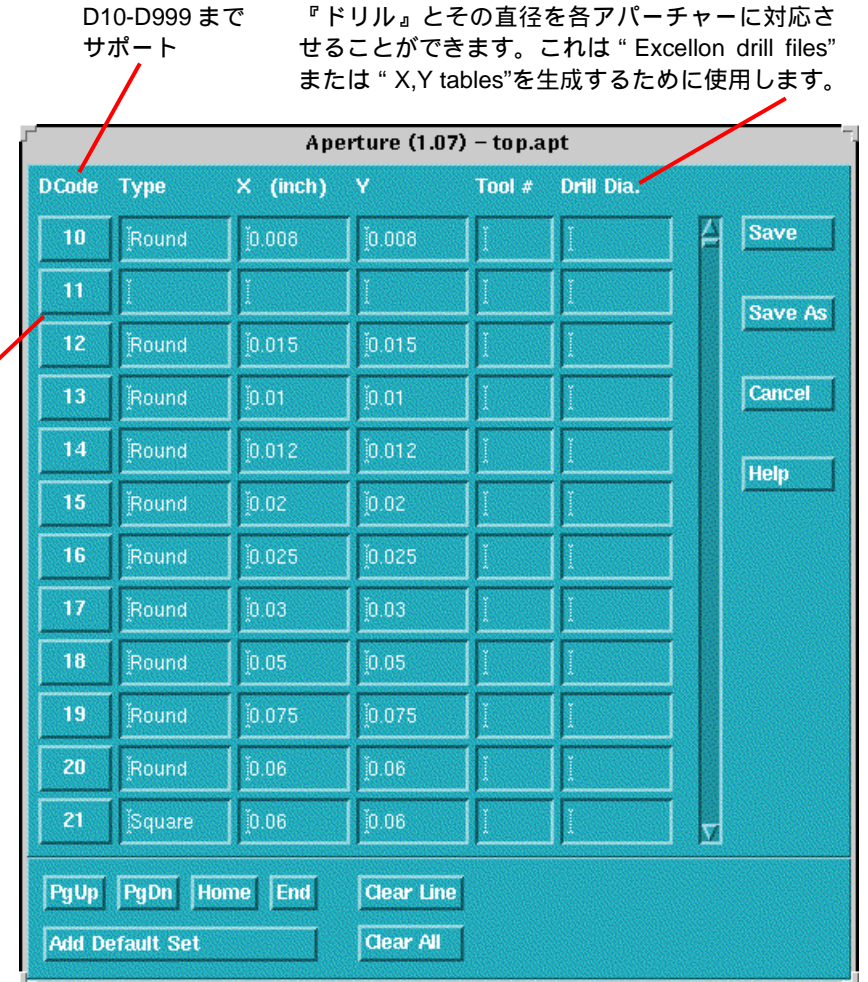 D10-D999 まで
サポート
『ドリル』とその直径を各アパーチャーに対応さ
せることができます。これは “ Excellon drill files”
または “ X,Y tables”を生成するために使用します。
Aperture (1.07) – top.apt
DCode Type X (inch) Y Tool # Drill Dia.
10 Round 0.008 0.008 Save
11
Save As
12 Round 0.015 0.015
13 Round 0.01 0.01 Cancel
14 Round 0.012 0.012
Help
15 Round 0.02 0.02
16 Round 0.025 0.025
17 Round 0.03 0.03
18 Round 0.05 0.05
19 Round 0.075 0.075
20 Round 0.06 0.06
21 Square 0.06 0.06
PgUp PgDn Home End Clear Line
Add Default Set Clear All